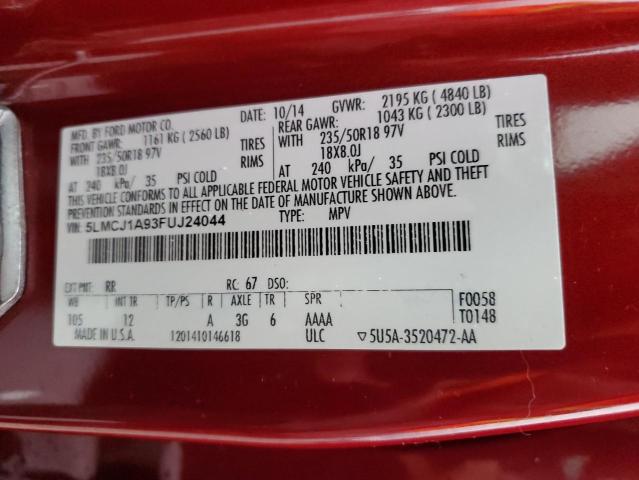 MFD. BY FORD MOTOR CO.
DATE: 10/14 GVWR: 2195 KG ( 4840 LB)
FRONT GAWR: 1161 KG ( 2560 LB) REAR GAWR: 1043 KG ( 2300 LB)
WITH 235/50R18 97V TIRES WITH 235/50R18 97V TIRES
18X8.0J RIMS 18X8.0J RIMS
AT 240 kPa/ 35 PSI COLD AT 240 kPa/ 35 PSI COLD
THIS VEHICLE CONFORMS TO ALL APPLICABLE FEDERAL MOTOR VEHICLE SAFETY AND THEFT
PREVENTION STANDARDS IN EFFECT ON THE DATE OF MANUFACTURE SHOWN ABOVE.
VIN: 5LMCJ1A93FUJ24044 TYPE: MPV
EXT PNT: RR RC: 67 DSO:
WB INT TR TP/PS R AXLE TR SPR F0058
105 12 A 3G 6 AAAA T0148
MADE IN U.S.A. 1201410146618 ULC ▽5U5A-3520472-AA